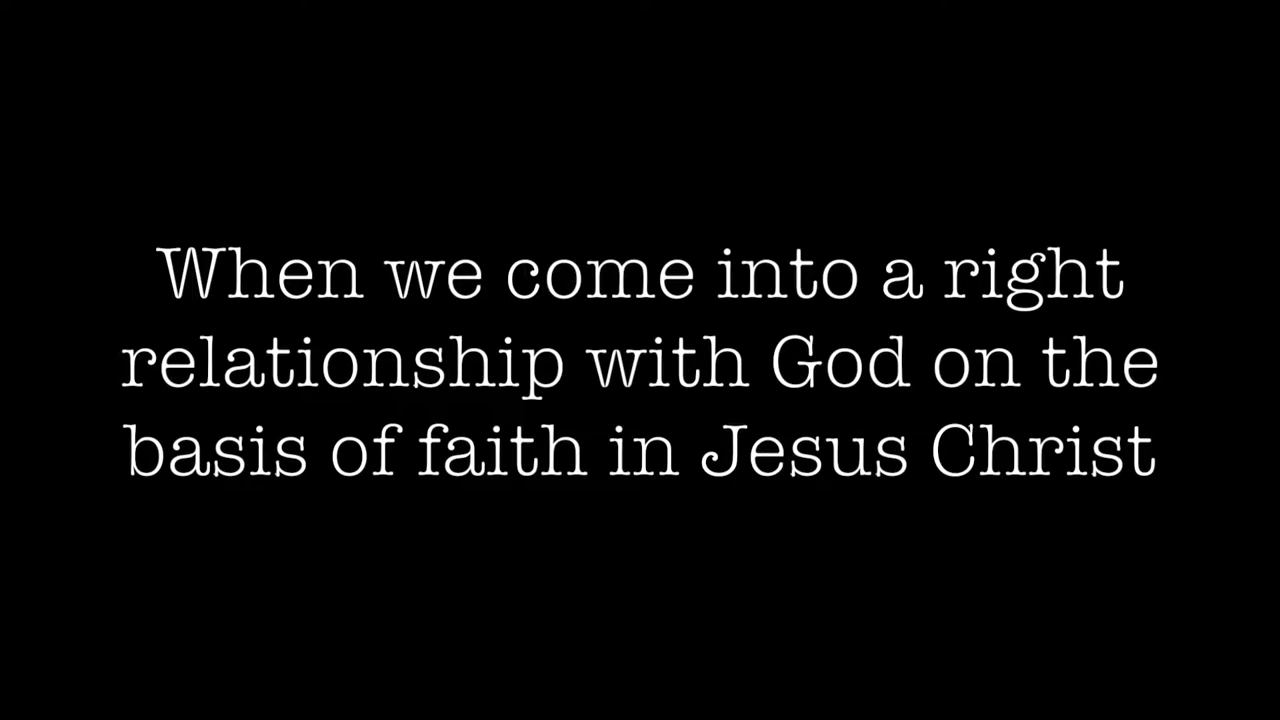 When we come into a right
relationship with God on the
basis of faith in Jesus Christ